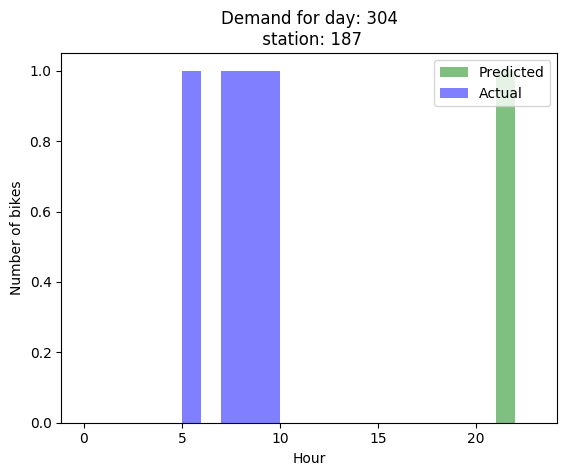 Demand for day: 304
station: 187
Predicted
Actual
Number of bikes
1.0
0.8
0.6
0.4
0.2
0.0
0
5
10
15
20
Hour